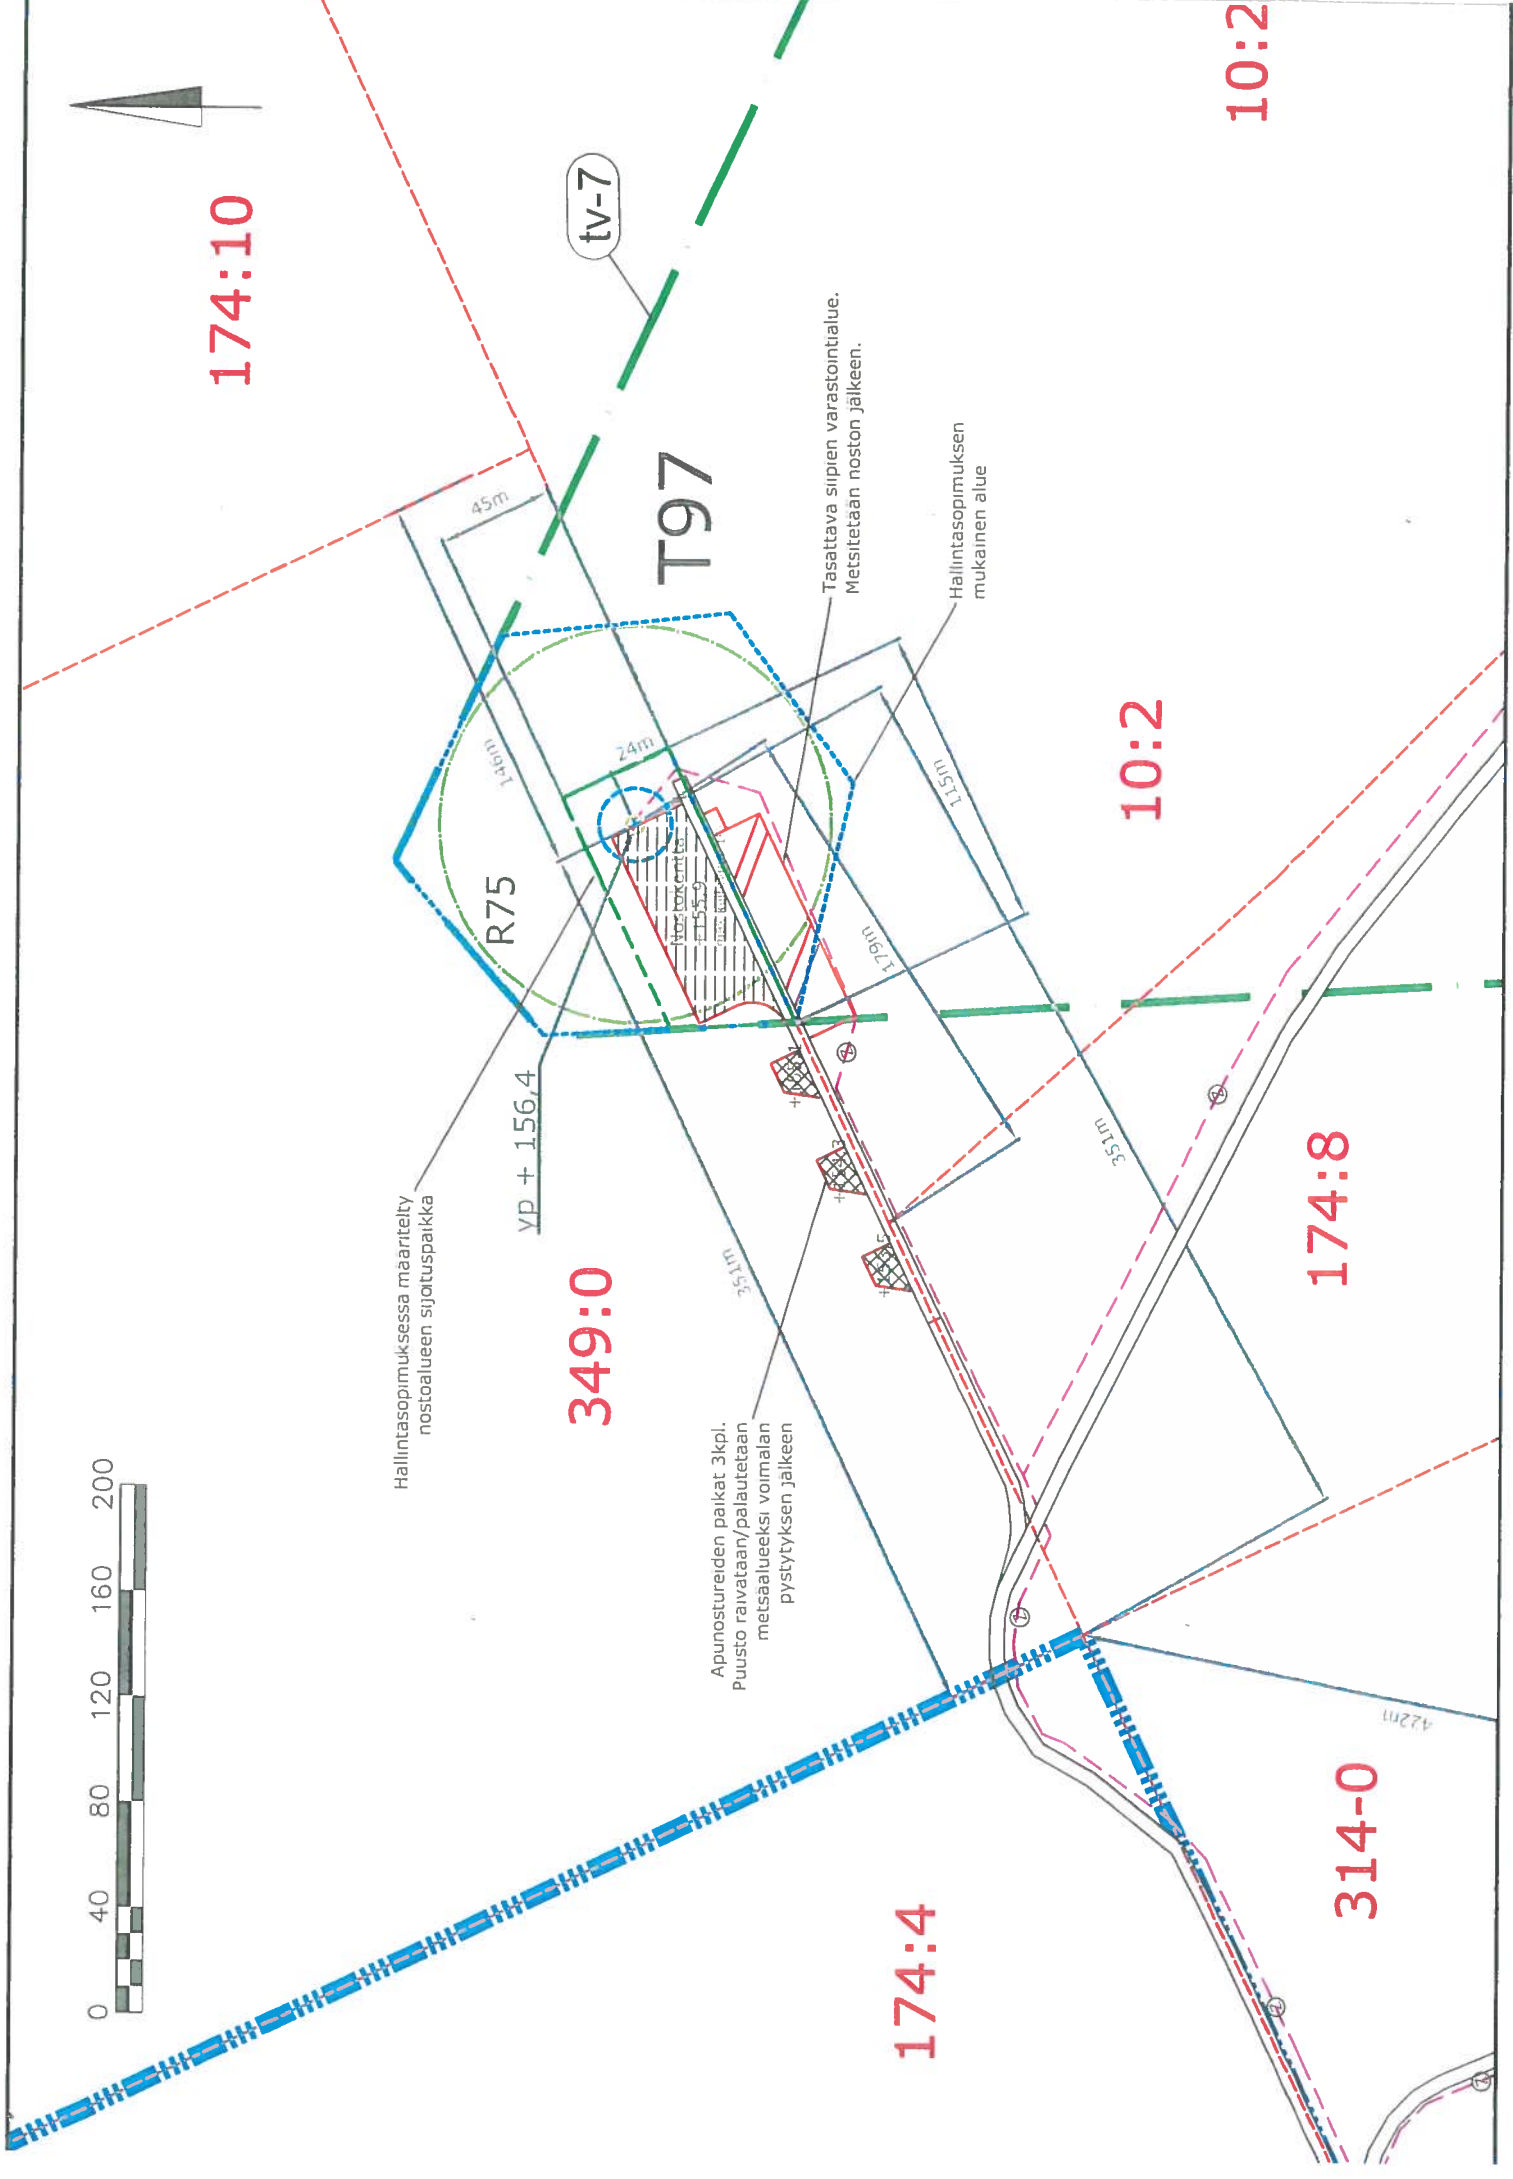 0 40 80 120 160 200
174:10
tv-7
T97
45m
146m
24m
R75
Hallintasopimuksessa määritelty
nostoalueen sijoituspaikka
yp + 156,4
Nostokenttä
349:0
351m
Apunostureiden paikat 3kpl.
Puusto raivataan/palautetaan
metsäalueeksi voimalan
pystytyksen jälkeen
Tasattava siipien varastointialue.
Metsitetään noston jälkeen.
Hallintasopimuksen
mukainen alue
115m
179m
351m
10:2
10:2
174:8
174:4
314-0
422m